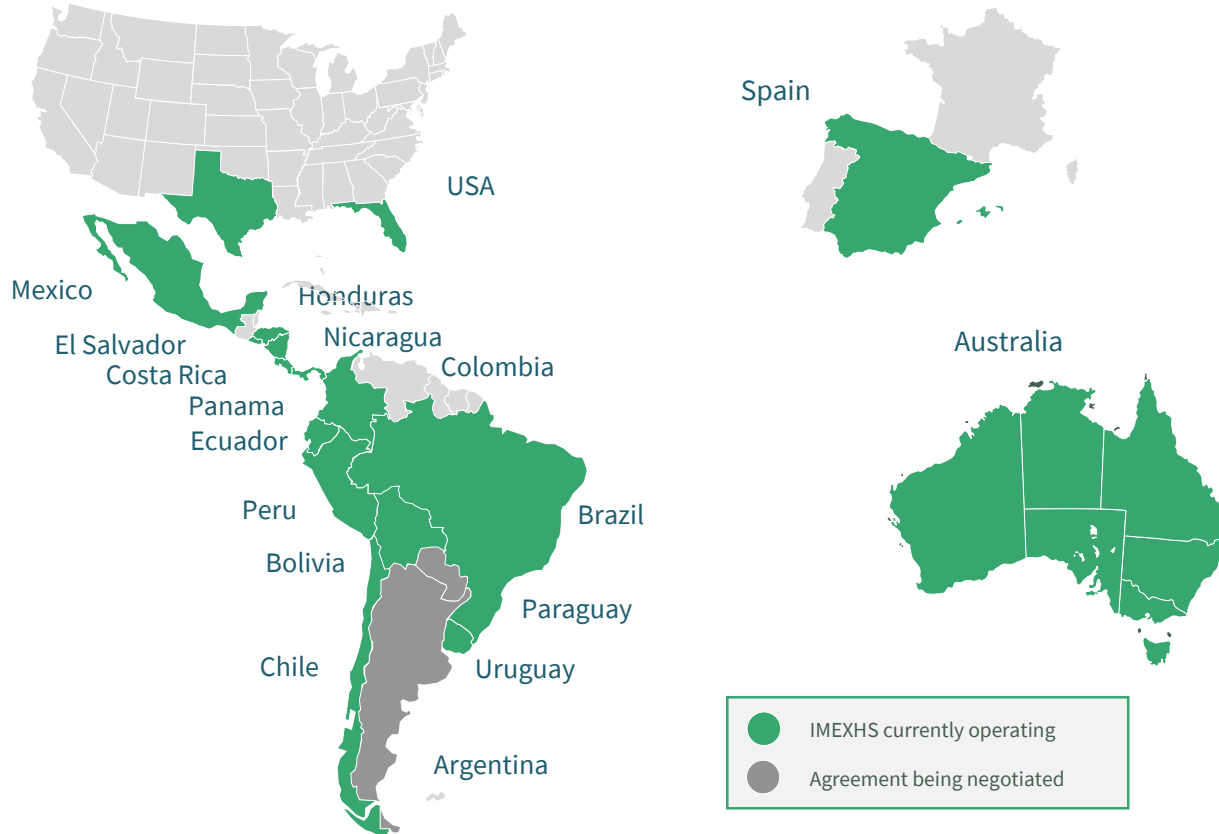 Spain
USA
Mexico
Honduras
Nicaragua
El Salvador
Australia
Colombia
Costa Rica
Panama
Ecuador
Peru
Brazil
Bolivia
Paraguay
Chile
Uruguay
Argentina
IMEXHS currently operating
Agreement being negotiated